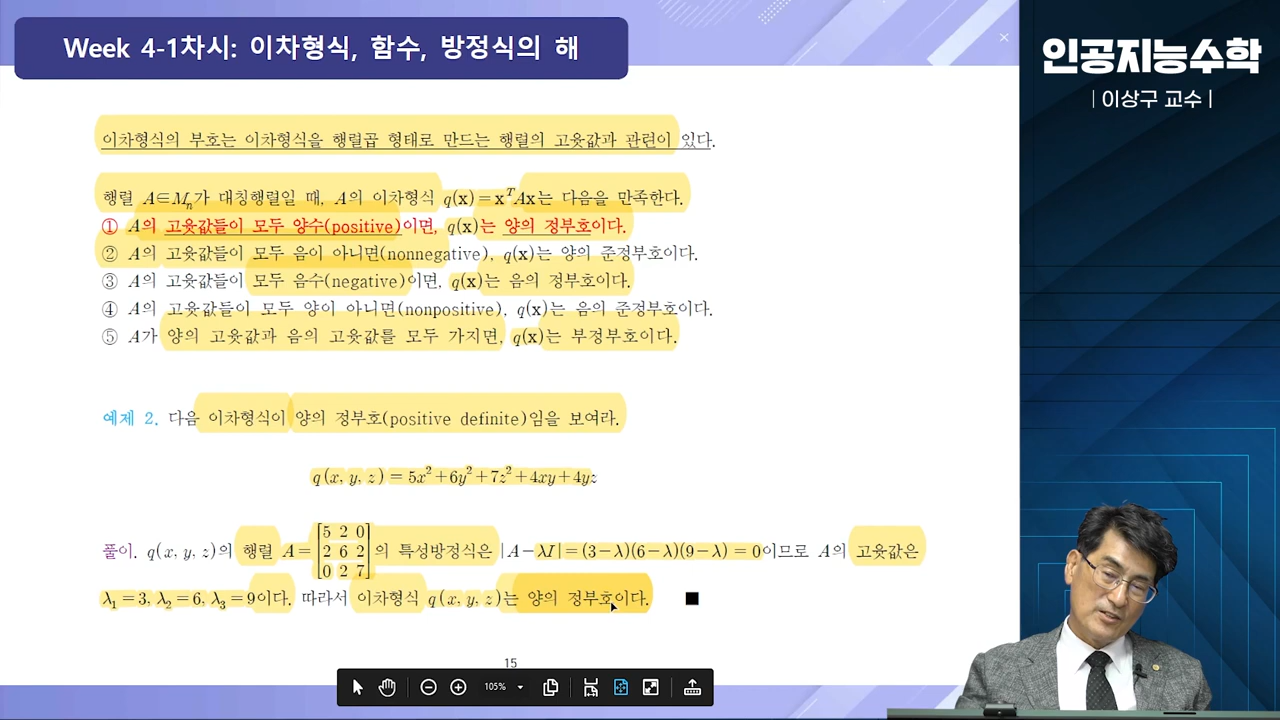 Week 4-1차시: 이차형식, 함수, 방정식의 해
인공지능수학
| 이상구 교수 |
이차형식의 부호는 이차형식을 행렬곱 형태로 만드는 행렬의 고윳값과 관련이 있다.
행렬 A∈Mₙ가 대칭행렬일 때, A의 이차형식 q(x)=xᵀAx는 다음을 만족한다.
① A의 고윳값들이 모두 양수(positive)이면, q(x)는 양의 정부호이다.
② A의 고윳값들이 모두 음이 아니면(nonnegative), q(x)는 양의 준정부호이다.
③ A의 고윳값들이 모두 음수(negative)이면, q(x)는 음의 정부호이다.
④ A의 고윳값들이 모두 양이 아니면(nonpositive), q(x)는 음의 준정부호이다.
⑤ A가 양의 고윳값과 음의 고윳값를 모두 가지면, q(x)는 부정부호이다.
예제 2. 다음 이차형식이 양의 정부호(positive definite)임을 보여라.
q(x, y, z) = 5x²+6y²+7z²+4xy+4yz
풀이. q(x, y, z)의 행렬 A=[5 2 0; 2 6 2; 0 2 7]의 특성방정식은 |A−λI|=(3−λ)(6−λ)(9−λ)=0이므로 A의 고윳값은
λ₁=3, λ₂=6, λ₃=9이다. 따라서 이차형식 q(x, y, z)는 양의 정부호이다. ■
15
105%